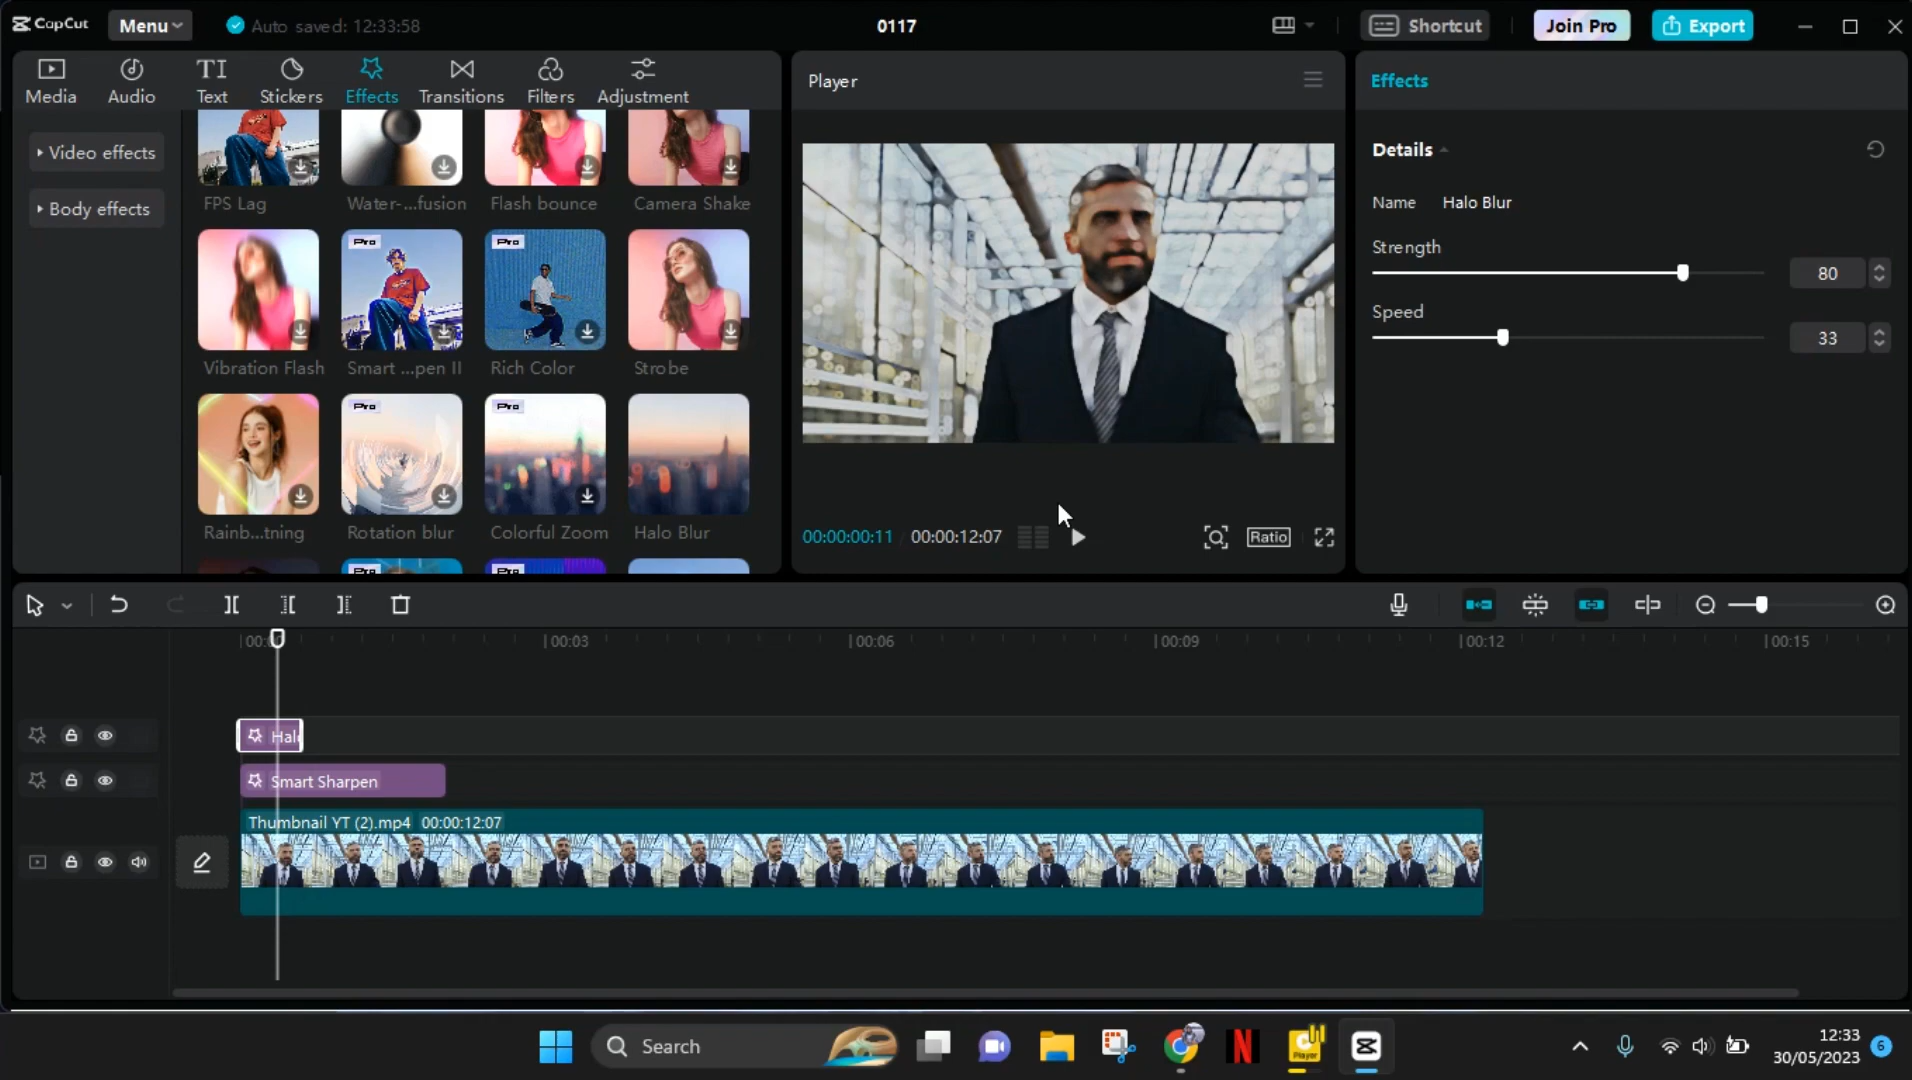 CapCut
Menu
Auto saved: 12:33:58
0117
Shortcut
Join Pro
Export
Media
Audio
TI
Text
Stickers
Effects
Transitions
Filters
Adjustment
Player
Effects
Video effects
Body effects
FPS Lag
Water-...fusion
Flash bounce
Camera Shake
Pro
Pro
Vibration Flash
Smart ...pen II
Rich Color
Strobe
Pro
Pro
Rainb...tning
Rotation blur
Colorful Zoom
Halo Blur
Pro
Pro
Details
Name Halo Blur
Strength
80
Speed
33
00:00:00:11
00:00:12:07
Ratio
00:03
00:06
00:09
00:12
00:15
Smart Sharpen
Thumbnail YT (2).mp4 00:00:12:07
Search
N
Player
12:33
30/05/2023
6